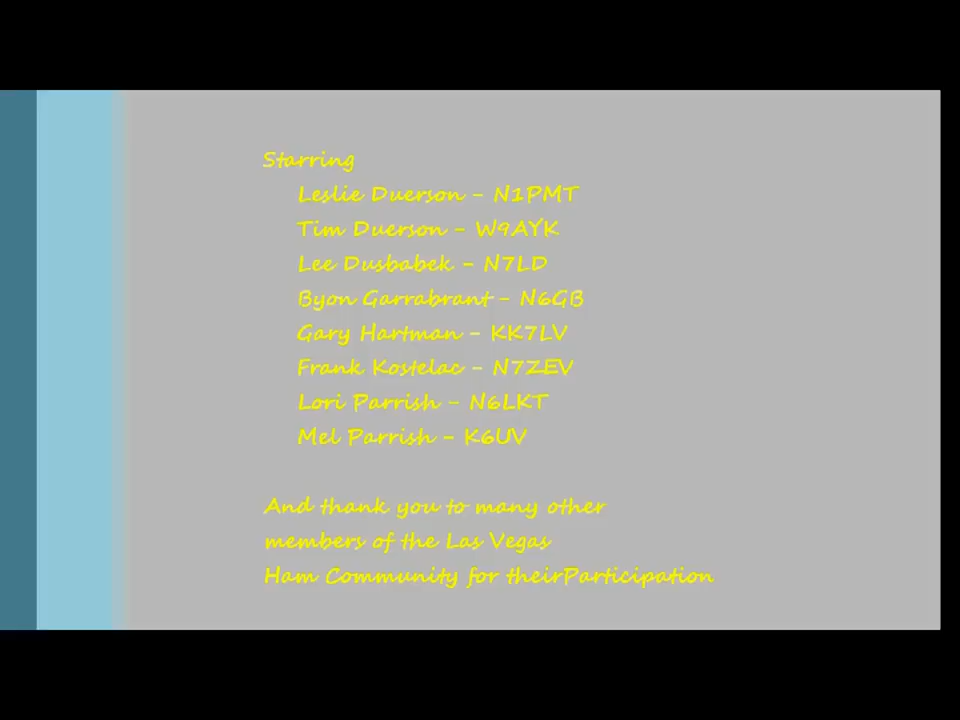 Starring
Leslie Duerson - N1PMT
Tim Duerson - W9AYK
Lee Dusbabek - N7LD
Byon Garrabrant - N6GB
Gary Hartman - KK7LV
Frank Kostelac - N7ZEV
Lori Parrish - N6LKT
Mel Parrish - K6UV
And thank you to many other
members of the Las Vegas
Ham Community for theirParticipation